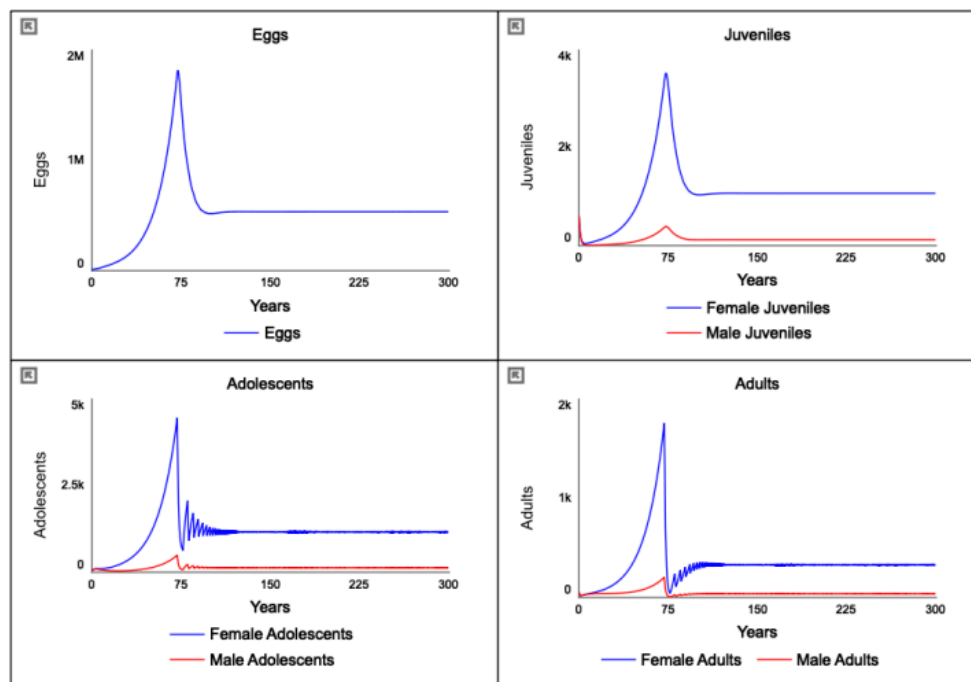 Eggs
2M
1M
0
Eggs
0 75 150 225 300
Years
Eggs
Juveniles
4k
2k
0
Juveniles
0 75 150 225 300
Years
Female Juveniles
Male Juveniles
Adolescents
5k
2.5k
0
Adolescents
0 75 150 225 300
Years
Female Adolescents
Male Adolescents
Adults
2k
1k
0
Adults
0 75 150 225 300
Years
Female Adults Male Adults